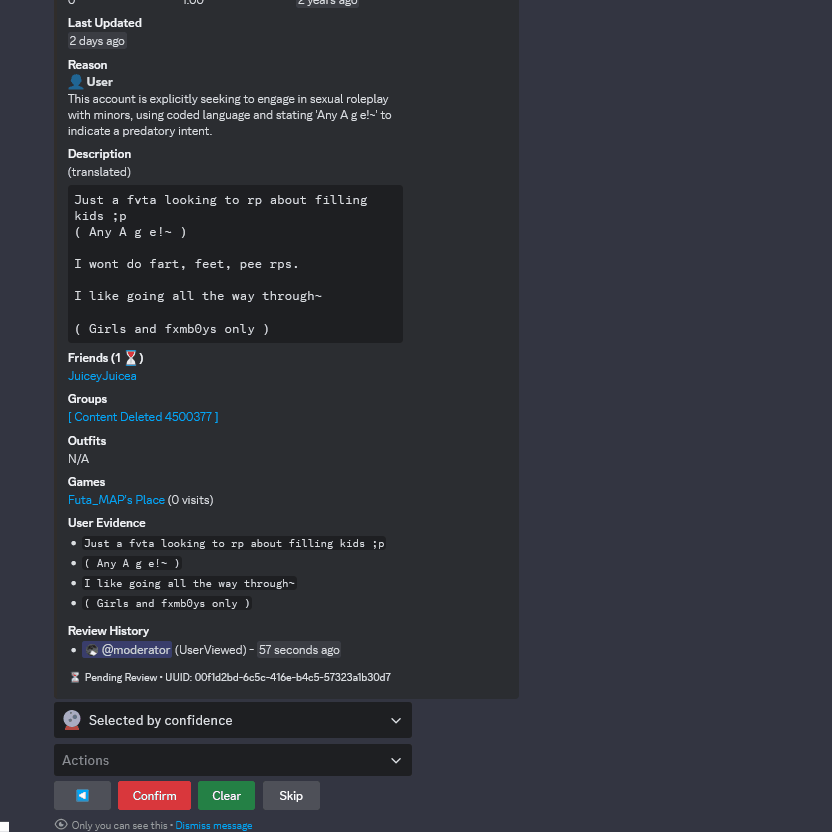 Last Updated
2 days ago
Reason
User
This account is explicitly seeking to engage in sexual roleplay
with minors, using coded language and stating 'Any A g e!~' to
indicate a predatory intent.
Description
(translated)
Just a fvta looking to rp about filling
kids ;p
( Any A g e!~ )
I wont do fart, feet, pee rps.
I like going all the way through~
( Girls and fxmb0ys only )
Friends (1 ⏳)
JuiceyJuicea
Groups
[ Content Deleted 4500377 ]
Outfits
N/A
Games
Futa_MAP's Place (0 visits)
User Evidence
• Just a fvta looking to rp about filling kids ;p
• ( Any A g e!~ )
• I like going all the way through~
• ( Girls and fxmb0ys only )
Review History
• @moderator (UserViewed) - 57 seconds ago
⏳ Pending Review • UUID: 00f1d2bd-6c5c-416e-b4c5-57323a1b30d7
Selected by confidence
Actions
Confirm Clear Skip
Only you can see this • Dismiss message